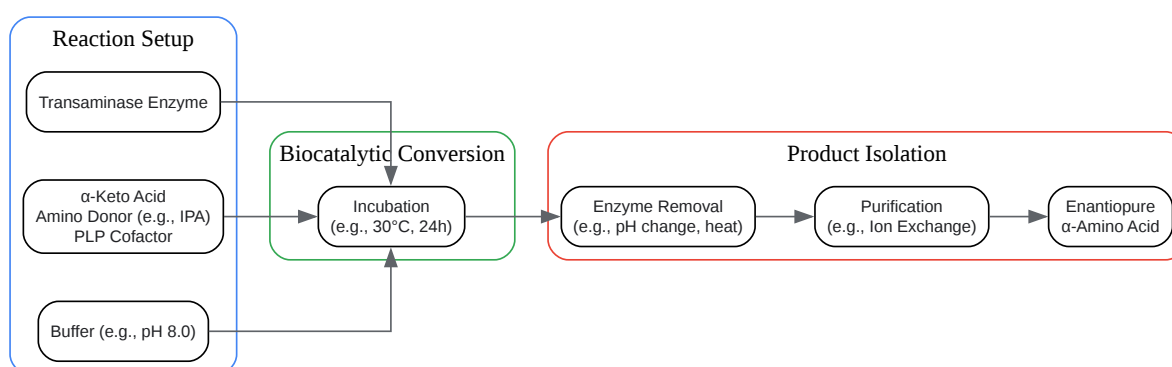 Reaction Setup
Transaminase Enzyme
α-Keto Acid
Amino Donor (e.g., IPA)
PLP Cofactor
Buffer (e.g., pH 8.0)
Biocatalytic Conversion
Incubation
(e.g., 30°C, 24h)
Product Isolation
Enzyme Removal
(e.g., pH change, heat)
Purification
(e.g., Ion Exchange)
Enantiopure
α-Amino Acid